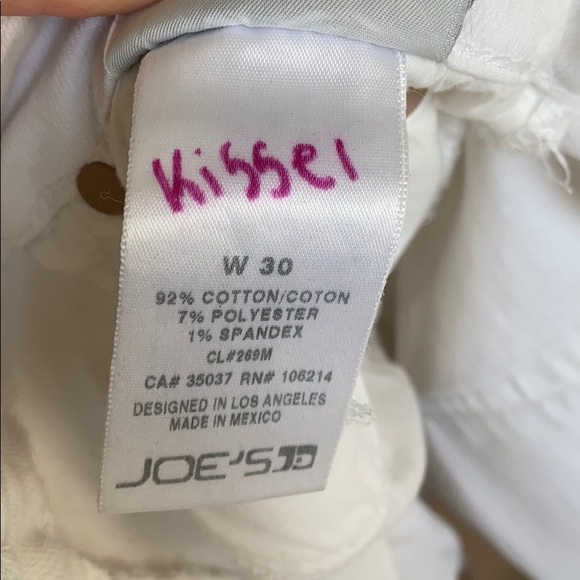 Kissel
W 30
92% COTTON/COTON
7% POLYESTER
1% SPANDEX
CL#269M
CA# 35037 RN# 106214
DESIGNED IN LOS ANGELES
MADE IN MEXICO
JOE'S